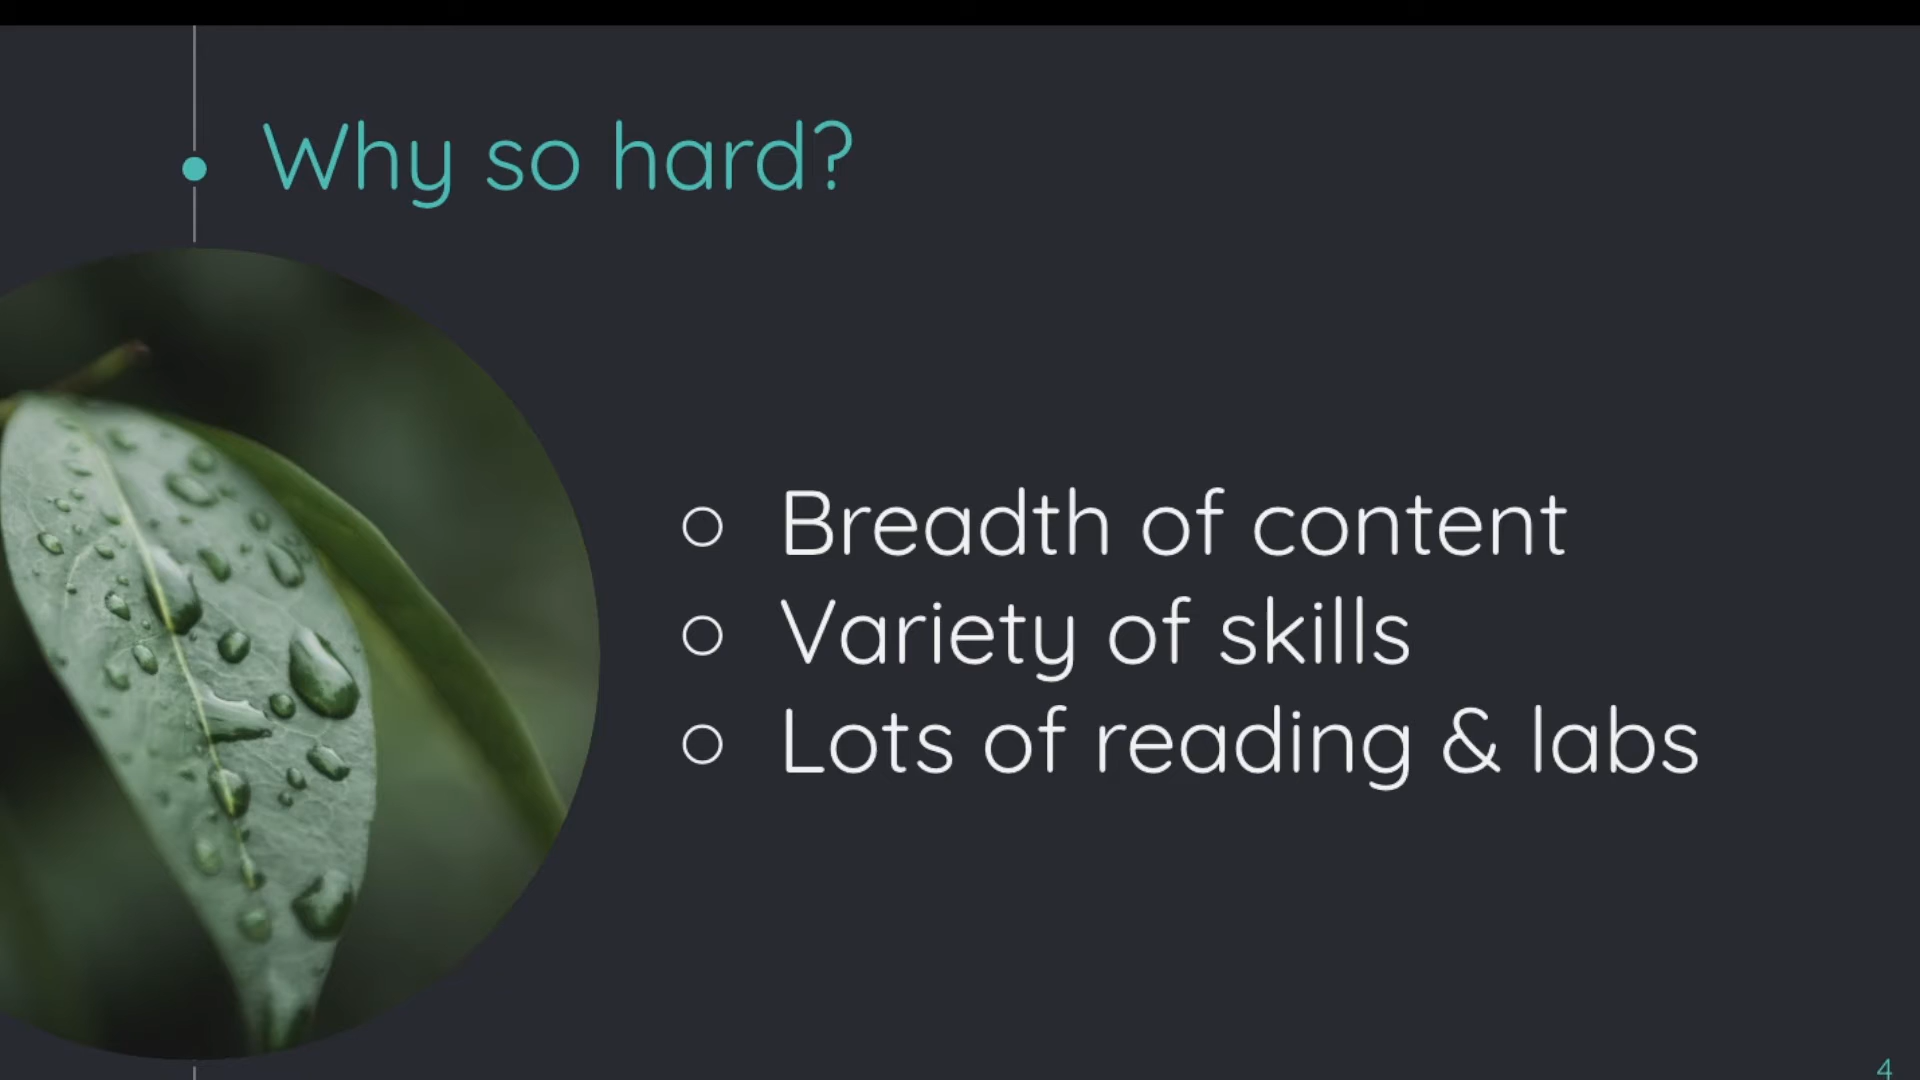 Why so hard?
Breadth of content
Variety of skills
Lots of reading & labs
4